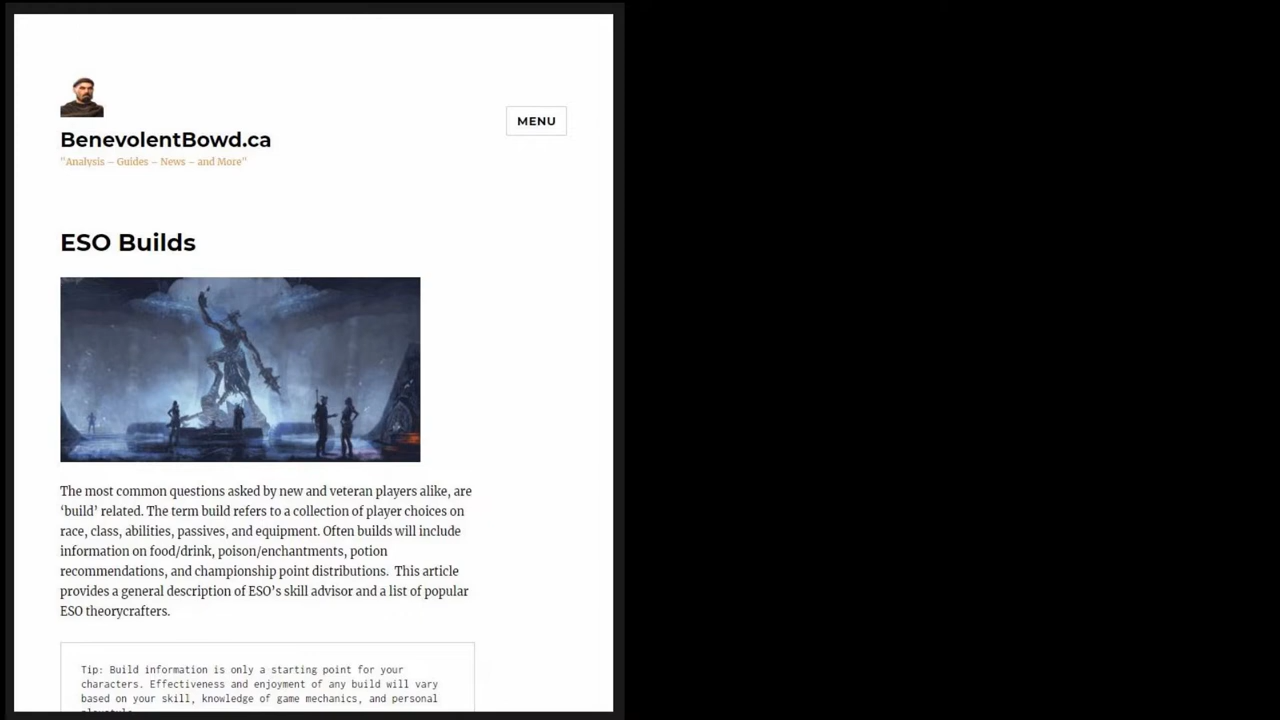 BenevolentBowd.ca
"Analysis – Guides – News – and More"
MENU
ESO Builds
The most common questions asked by new and veteran players alike, are
‘build’ related. The term build refers to a collection of player choices on
race, class, abilities, passives, and equipment. Often builds will include
information on food/drink, poison/enchantments, potion
recommendations, and championship point distributions.  This article
provides a general description of ESO’s skill advisor and a list of popular
ESO theorycrafters.
Tip: Build information is only a starting point for your
characters. Effectiveness and enjoyment of any build will vary
based on your skill, knowledge of game mechanics, and personal